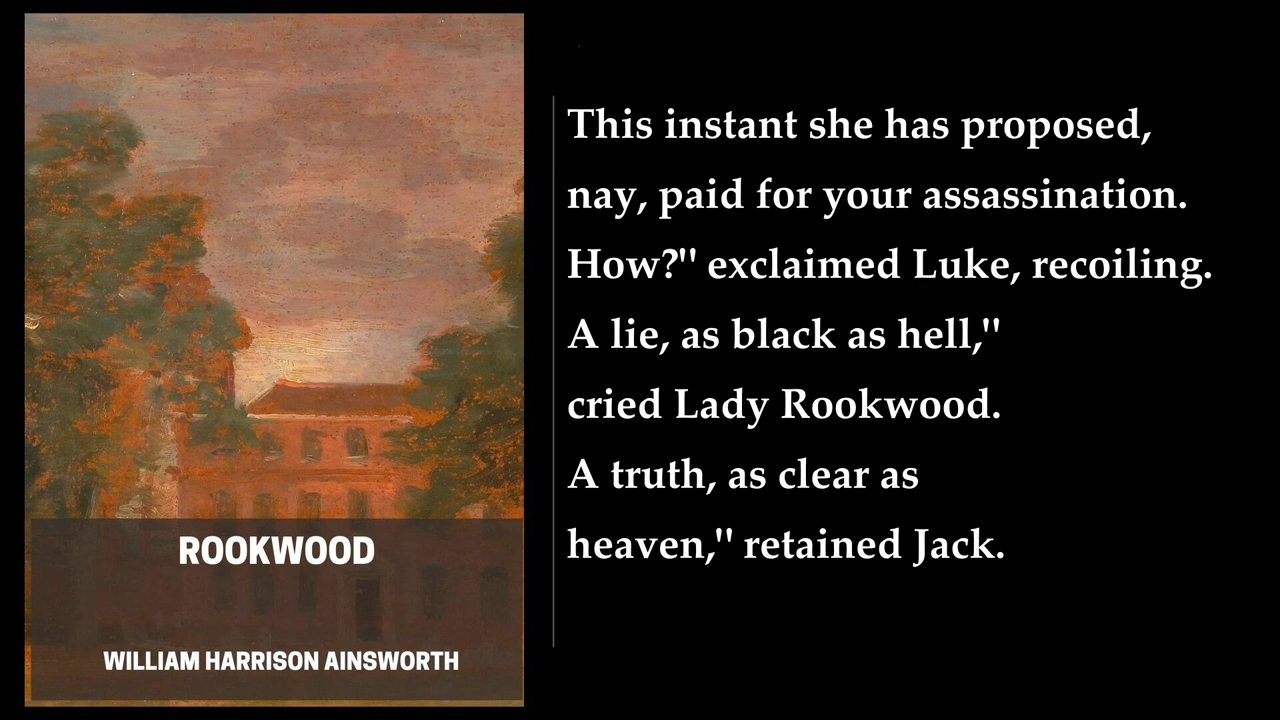 ROOKWOOD
WILLIAM HARRISON AINSWORTH
This instant she has proposed,
nay, paid for your assassination.
How?" exclaimed Luke, recoiling.
A lie, as black as hell,"
cried Lady Rookwood.
A truth, as clear as
heaven," retained Jack.